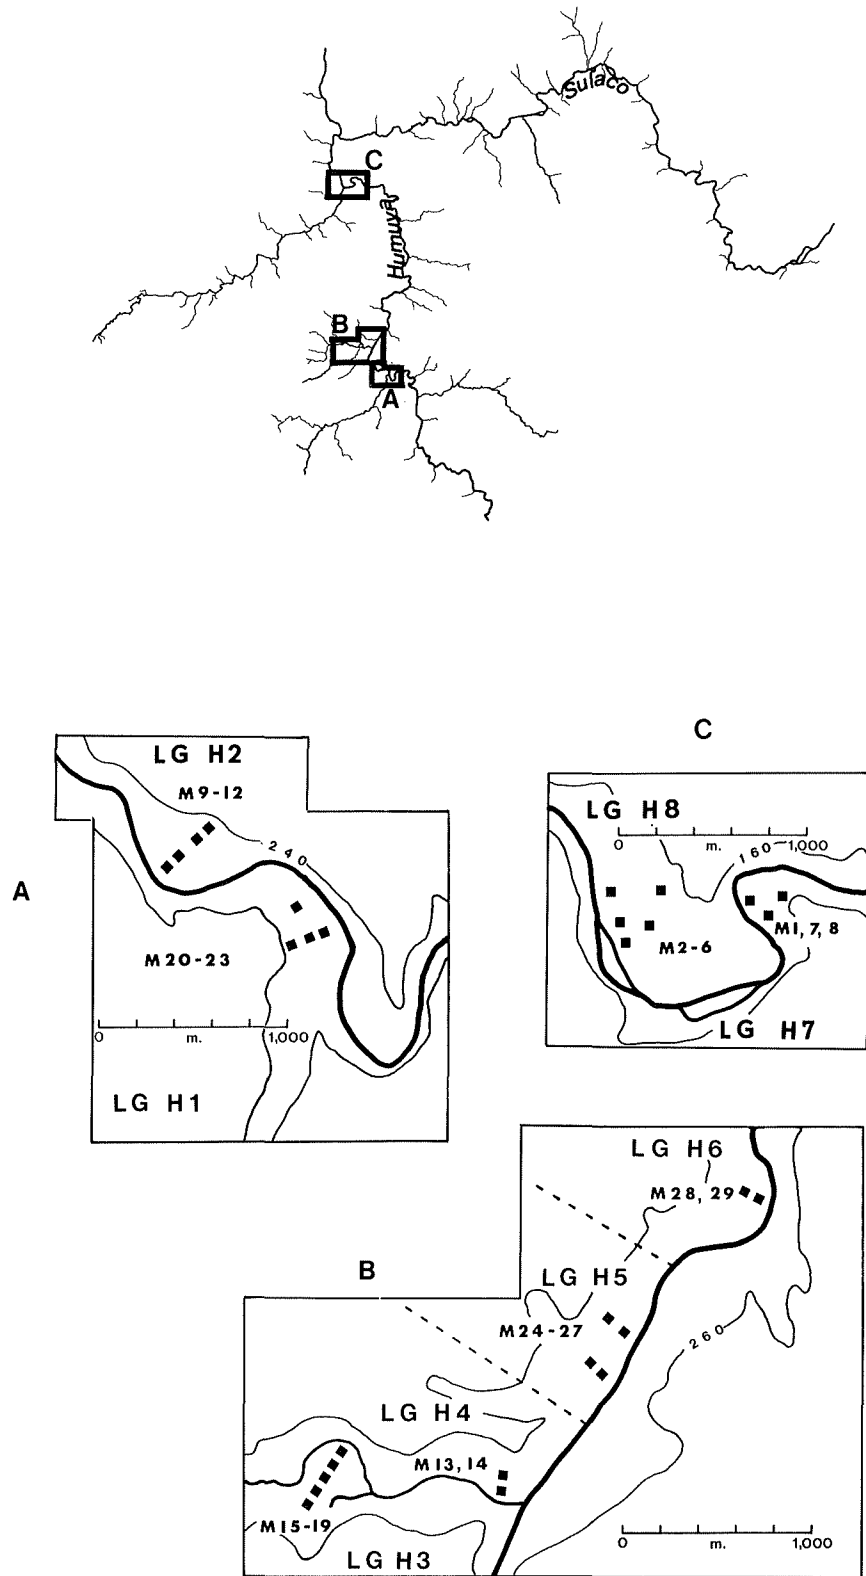 Sulaco
C
Humuya
B
A
C
LG H2
M9-12
240
A
M20-23
0 m. 1,000
LG H1
LG H8
0 m. 1,000
160
M1, 7, 8
M2-6
LG H7
LG H6
M28, 29
B
LG H5
M24-27
260
LG H4
M13, 14
M15-19
0 m. 1,000
LG H3